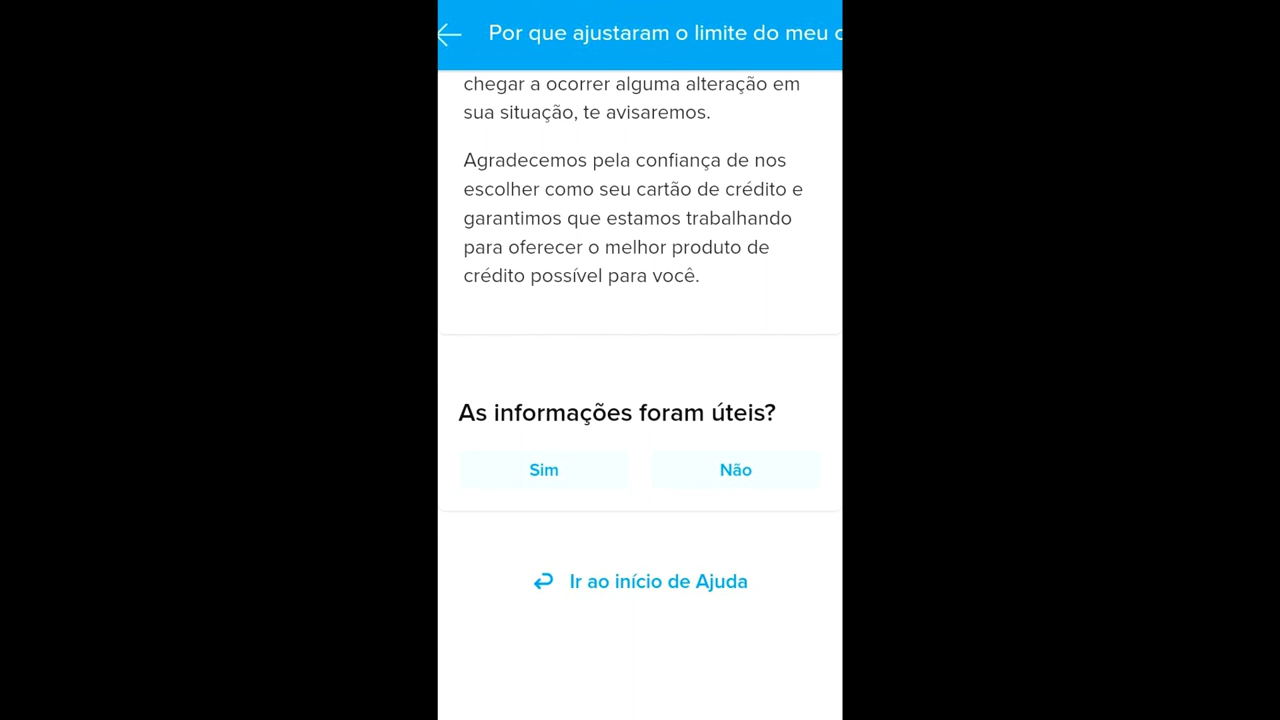 Por que ajustaram o limite do meu
chegar a ocorrer alguma alteração em
sua situação, te avisaremos.
Agradecemos pela confiança de nos
escolher como seu cartão de crédito e
garantimos que estamos trabalhando
para oferecer o melhor produto de
crédito possível para você.
As informações foram úteis?
Sim
Não
Ir ao início de Ajuda